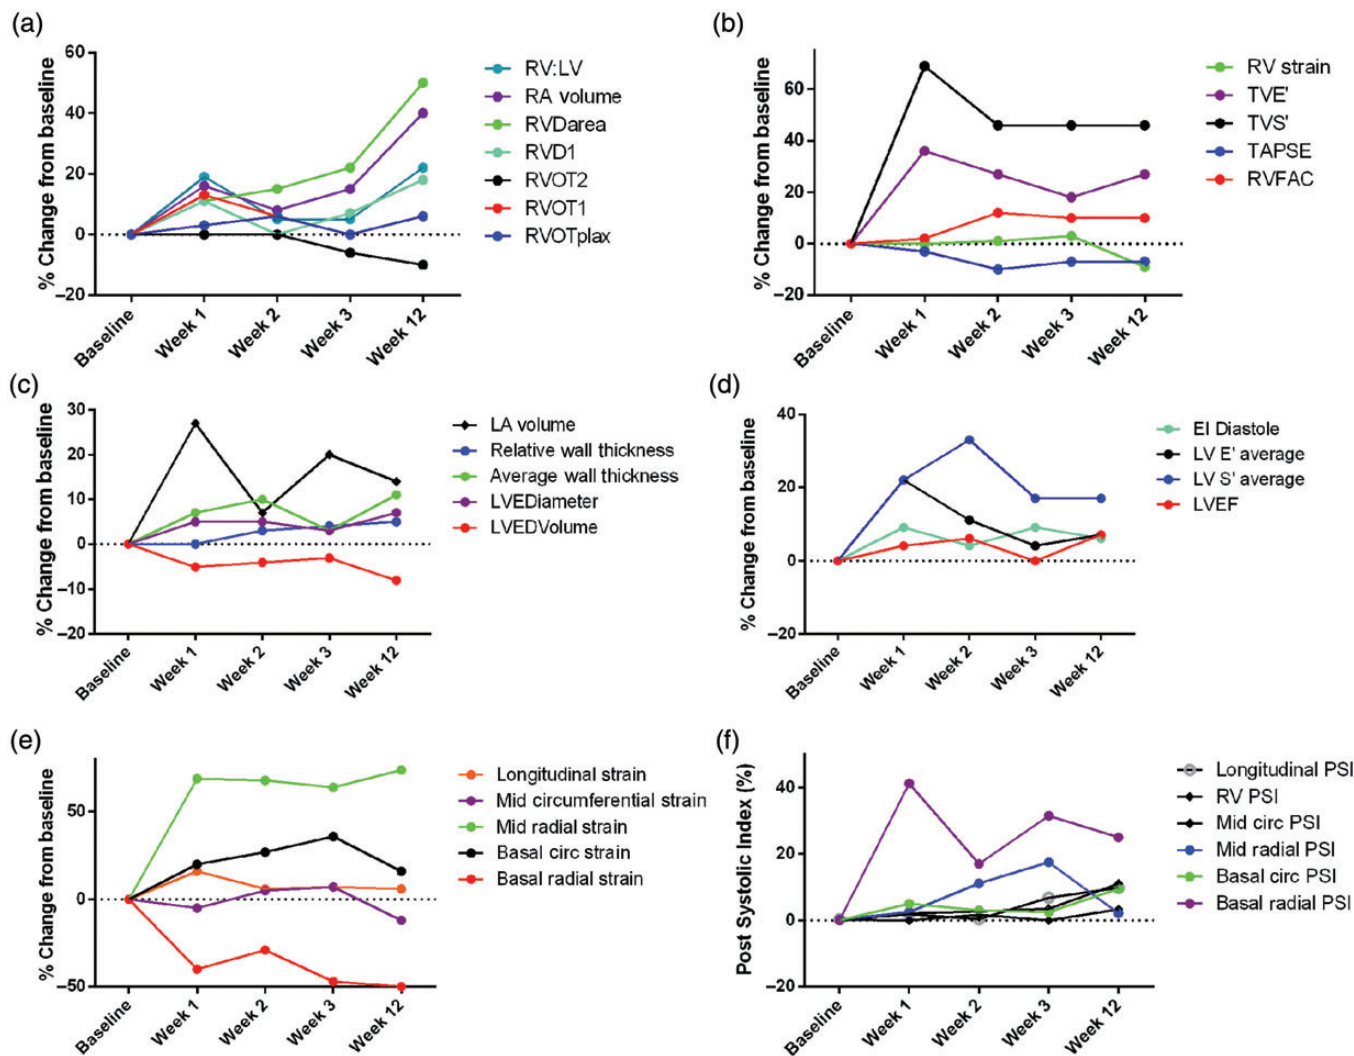 (a)
% Change from baseline
60
40
20
0
–20
Baseline
Week 1
Week 2
Week 3
Week 12
RV:LV
RA volume
RVDarea
RVD1
RVOT2
RVOT1
RVOTplax
(b)
% Change from baseline
60
40
20
0
–20
Baseline
Week 1
Week 2
Week 3
Week 12
RV strain
TVE'
TVS'
TAPSE
RVFAC
(c)
% Change from baseline
30
20
10
0
–10
–20
Baseline
Week 1
Week 2
Week 3
Week 12
LA volume
Relative wall thickness
Average wall thickness
LVEDiameter
LVEDVolume
(d)
% Change from baseline
40
20
0
–20
Baseline
Week 1
Week 2
Week 3
Week 12
EI Diastole
LV E' average
LV S' average
LVEF
(e)
% Change from baseline
50
0
–50
Baseline
Week 1
Week 2
Week 3
Week 12
Longitudinal strain
Mid circumferential strain
Mid radial strain
Basal circ strain
Basal radial strain
(f)
Post Systolic Index (%)
40
20
0
–20
Baseline
Week 1
Week 2
Week 3
Week 12
Longitudinal PSI
RV PSI
Mid circ PSI
Mid radial PSI
Basal circ PSI
Basal radial PSI